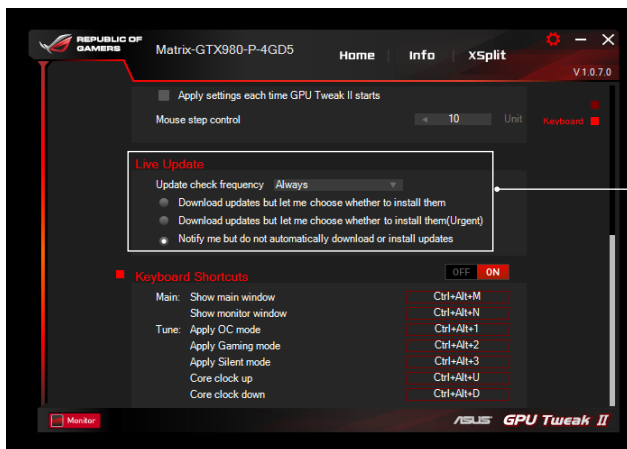 REPUBLIC OF
GAMERS
Matrix-GTX980-P-4GD5
Home
Info
XSplit
V 1.0.7.0
Apply settings each time GPU Tweak II starts
Mouse step control
10
Unit
Keyboard
Live Update
Update check frequency Always
Download updates but let me choose whether to install them
Download updates but let me choose whether to install them(Urgent)
Notify me but do not automatically download or install updates
Keyboard Shortcuts
OFF ON
Main: Show main window Ctrl+Alt+M
Show monitor window Ctrl+Alt+N
Tune: Apply OC mode Ctrl+Alt+1
Apply Gaming mode Ctrl+Alt+2
Apply Silent mode Ctrl+Alt+3
Core clock up Ctrl+Alt+U
Core clock down Ctrl+Alt+D
Monitor
ASUS GPU Tweak II